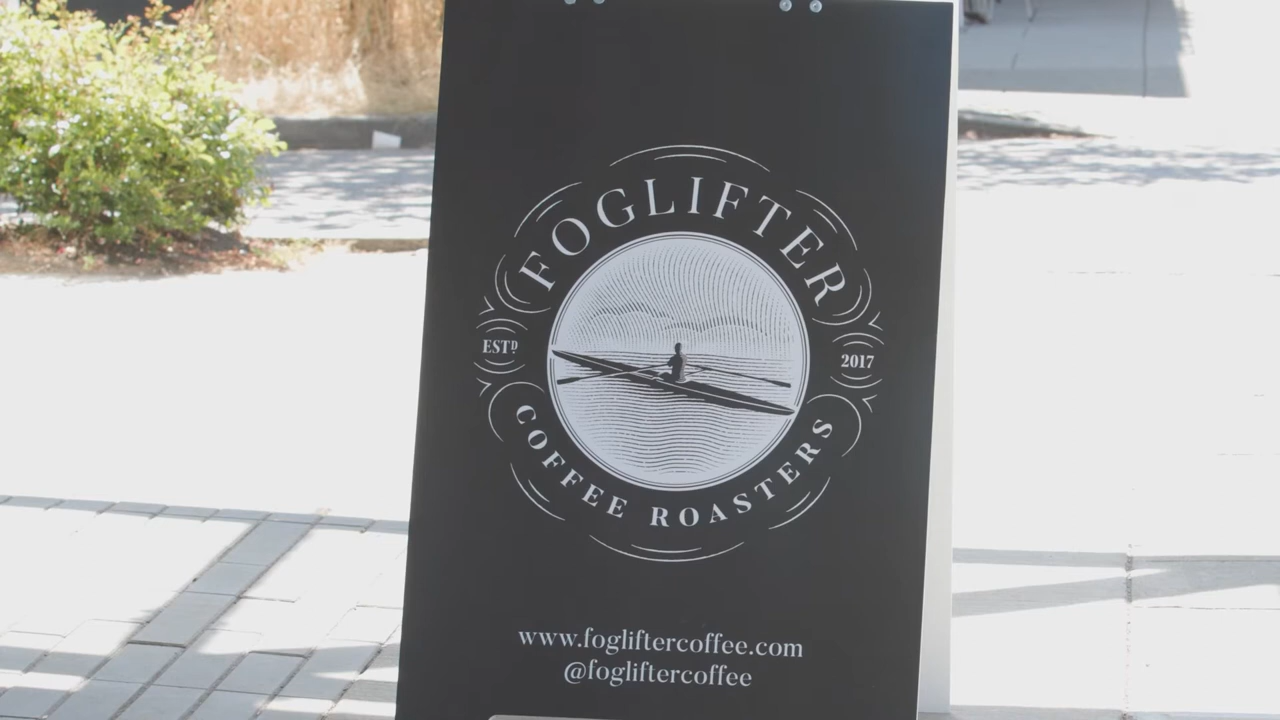 FOGLIFTER
ESTD 2017
COFFEE ROASTERS
www.fogliftercoffee.com
@fogliftercoffee